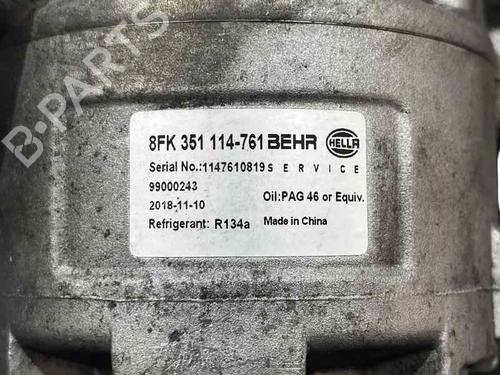 B-PARTS
8FK 351 114-761 BEHR HELLA
Serial No.:1147610819 SERVICE
99000243
Oil:PAG 46 or Equiv.
2018-11-10
Made in China
Refrigerant: R134a